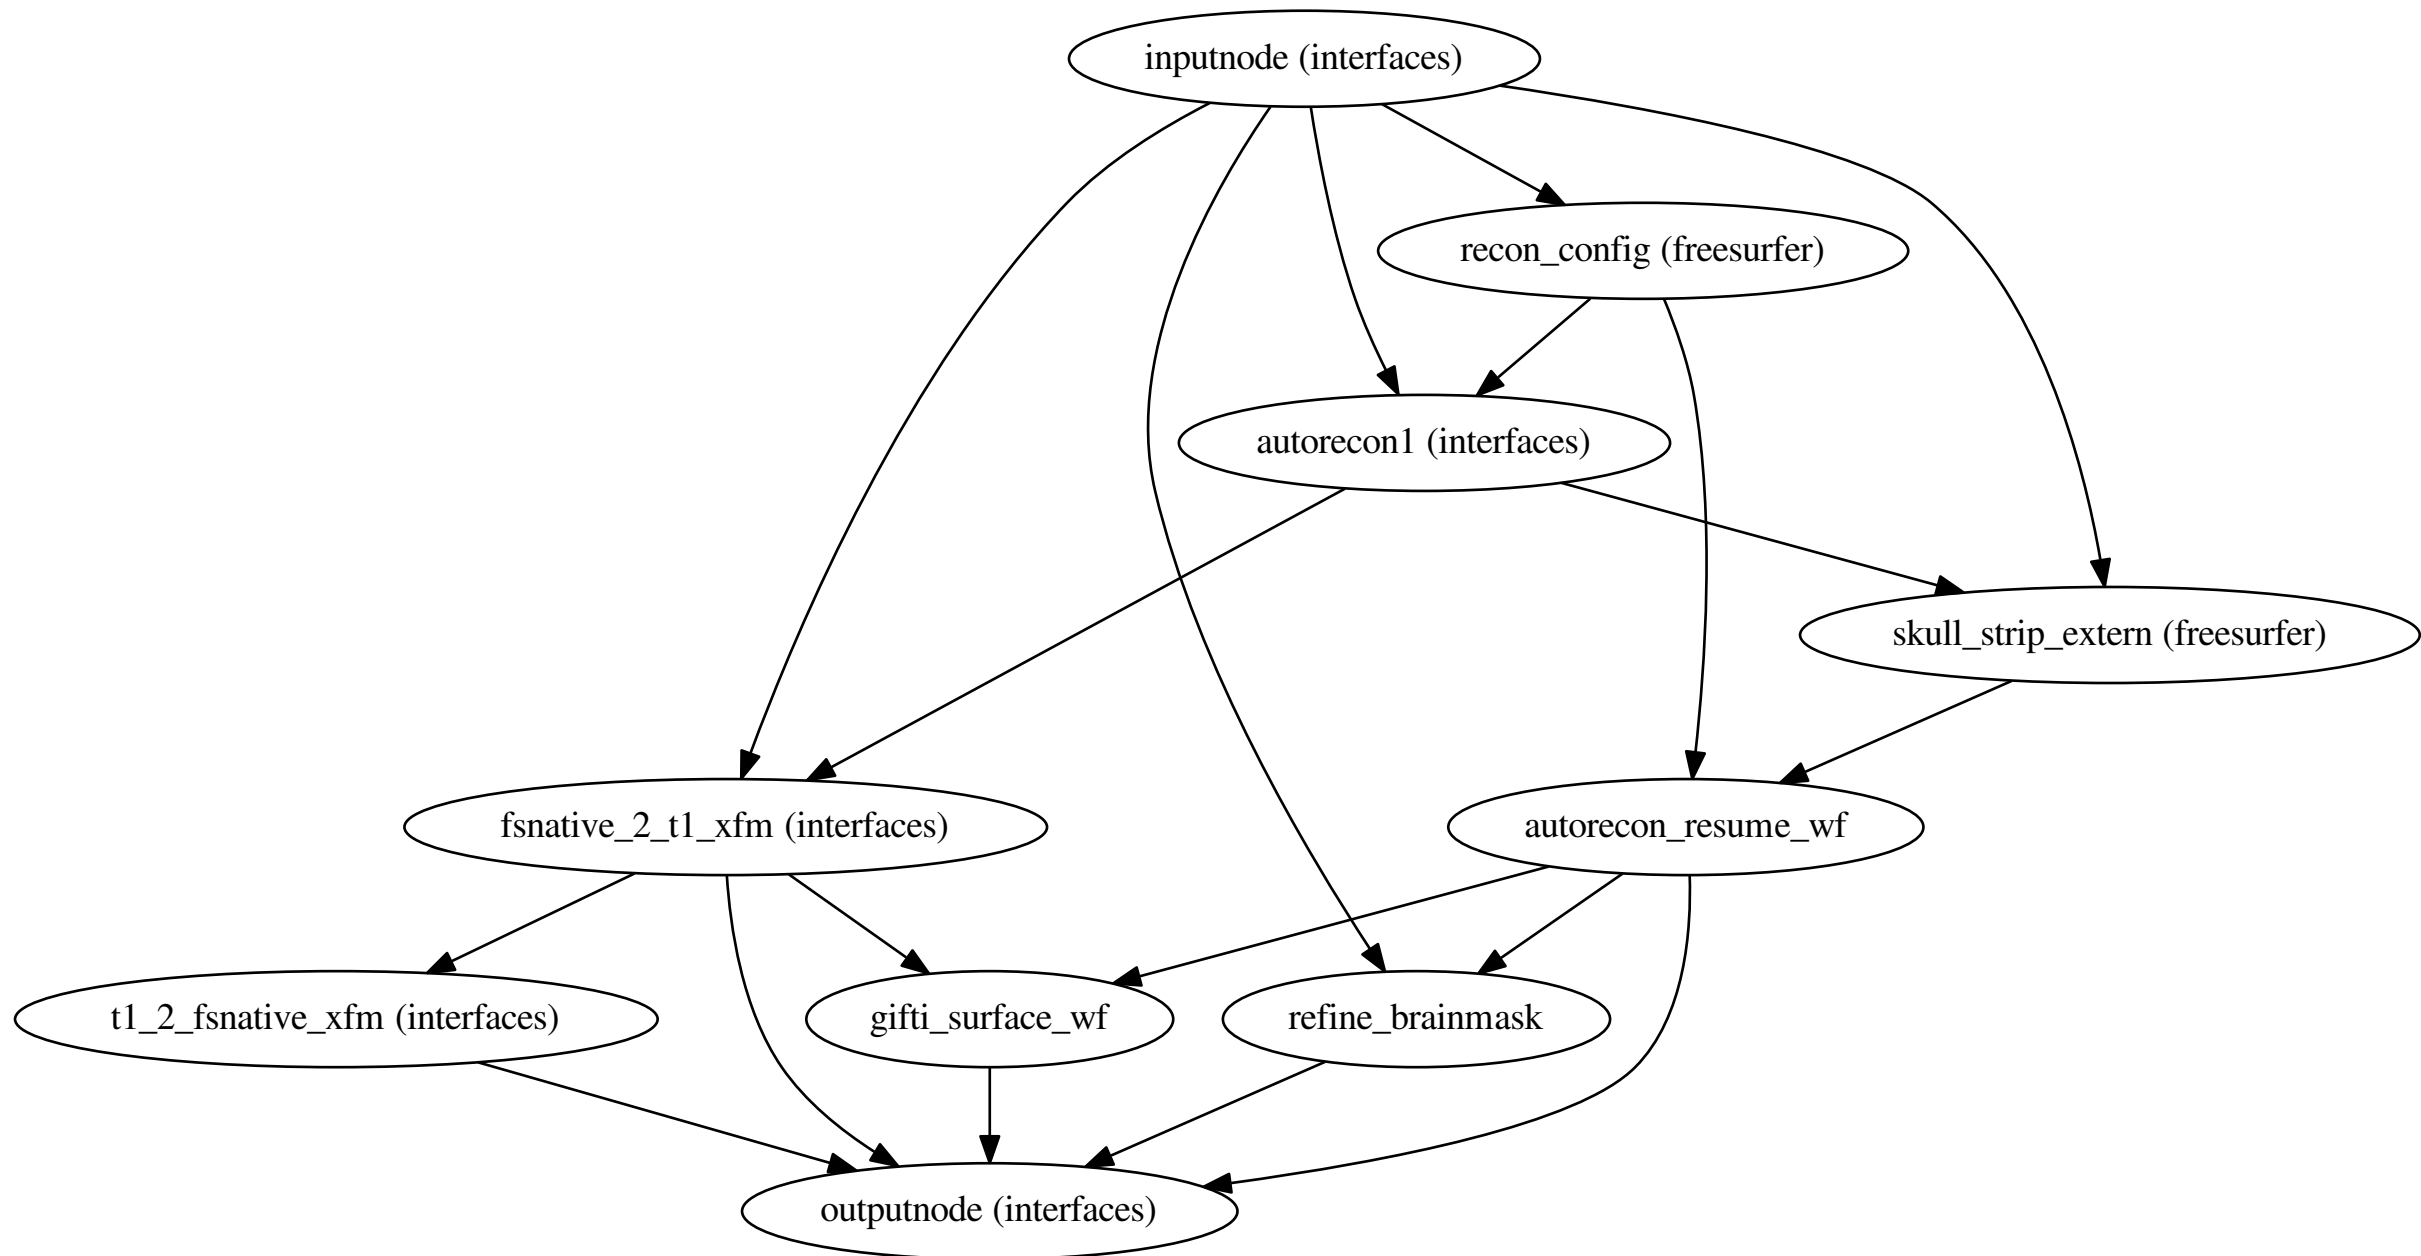 inputnode (interfaces)
recon_config (freesurfer)
autorecon1 (interfaces)
skull_strip_extern (freesurfer)
fsnative_2_t1_xfm (interfaces)
autorecon_resume_wf
t1_2_fsnative_xfm (interfaces)
gifti_surface_wf
refine_brainmask
outputnode (interfaces)